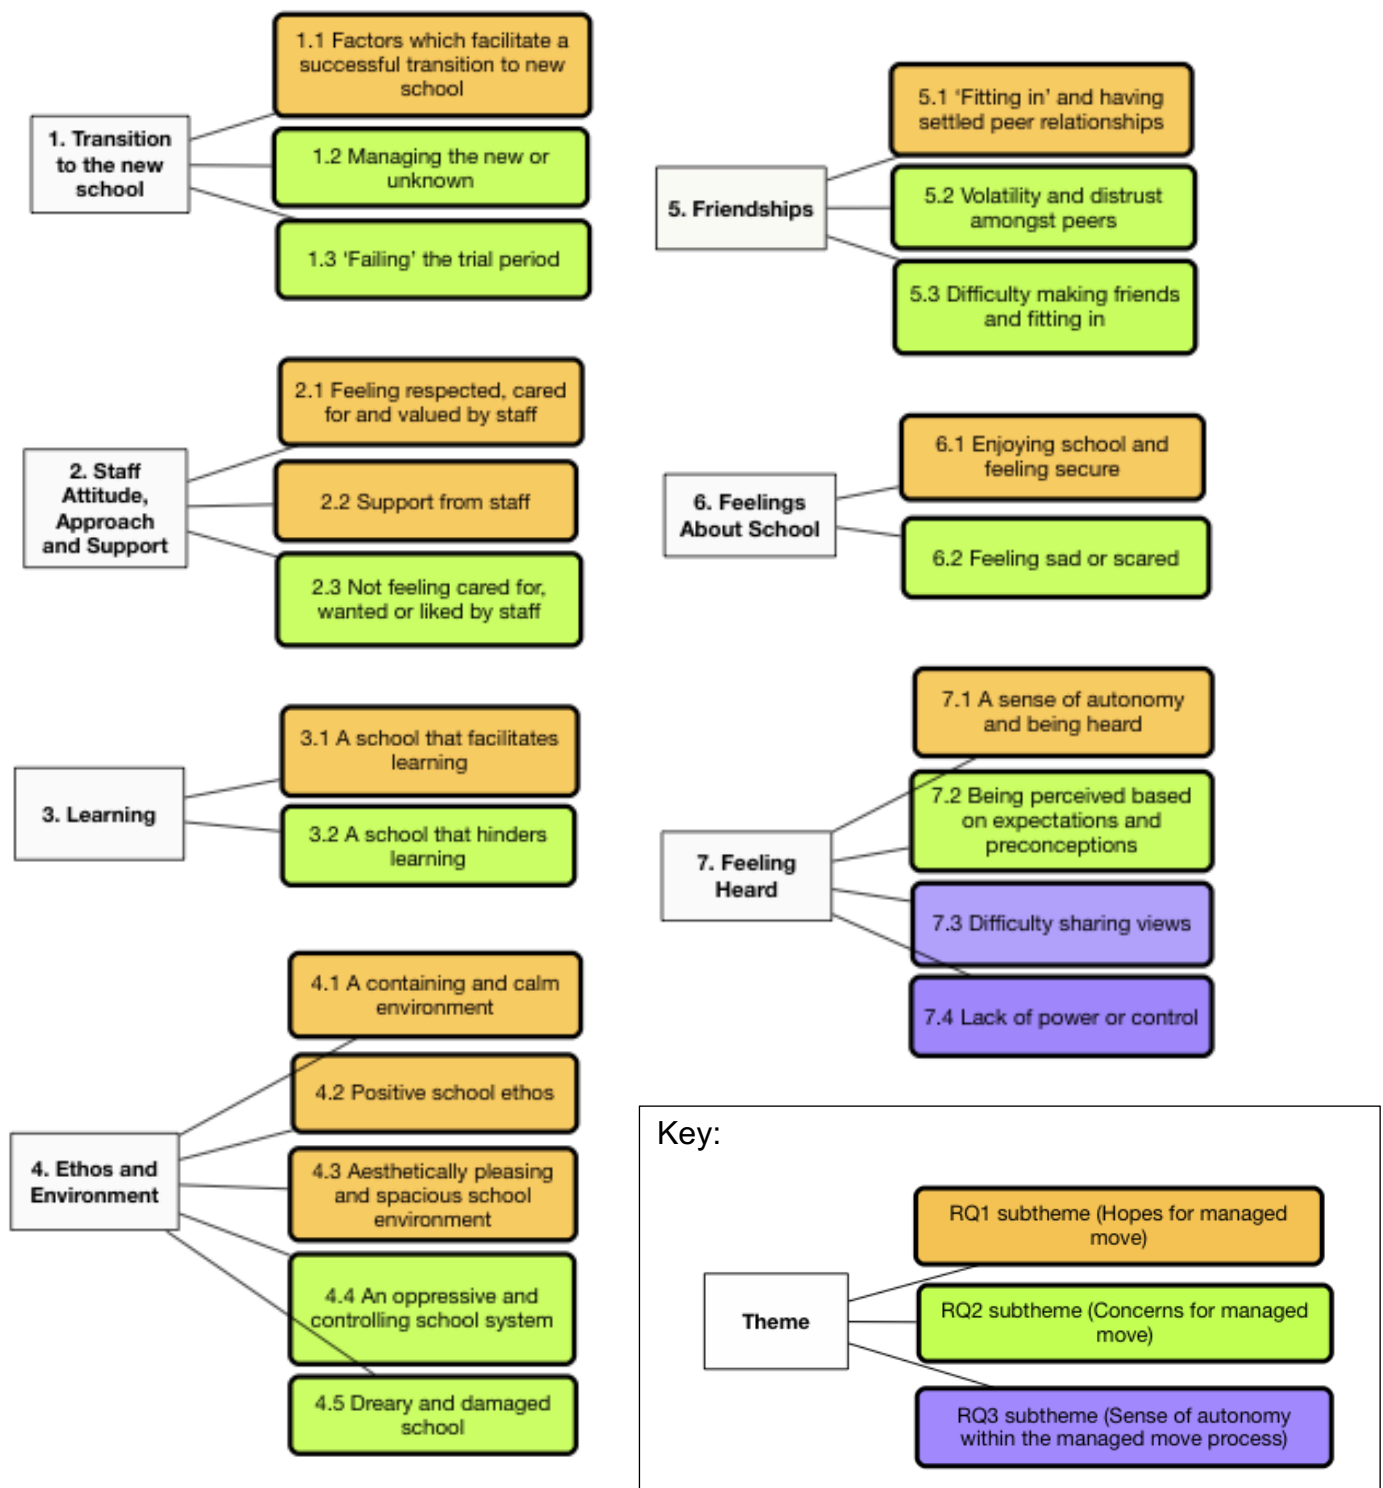 1. Transition
to the new
school
1.1 Factors which facilitate a
successful transition to new
school
1.2 Managing the new or
unknown
1.3 ‘Failing’ the trial period
2. Staff
Attitude,
Approach
and Support
2.1 Feeling respected, cared
for and valued by staff
2.2 Support from staff
2.3 Not feeling cared for,
wanted or liked by staff
3. Learning
3.1 A school that facilitates
learning
3.2 A school that hinders
learning
4. Ethos and
Environment
4.1 A containing and calm
environment
4.2 Positive school ethos
4.3 Aesthetically pleasing
and spacious school
environment
4.4 An oppressive and
controlling school system
4.5 Dreary and damaged
school
5. Friendships
5.1 ‘Fitting in’ and having
settled peer relationships
5.2 Volatility and distrust
amongst peers
5.3 Difficulty making friends
and fitting in
6. Feelings
About School
6.1 Enjoying school and
feeling secure
6.2 Feeling sad or scared
7. Feeling
Heard
7.1 A sense of autonomy
and being heard
7.2 Being perceived based
on expectations and
preconceptions
7.3 Difficulty sharing views
7.4 Lack of power or control
Key:
Theme
RQ1 subtheme (Hopes for managed
move)
RQ2 subtheme (Concerns for managed
move)
RQ3 subtheme (Sense of autonomy
within the managed move process)